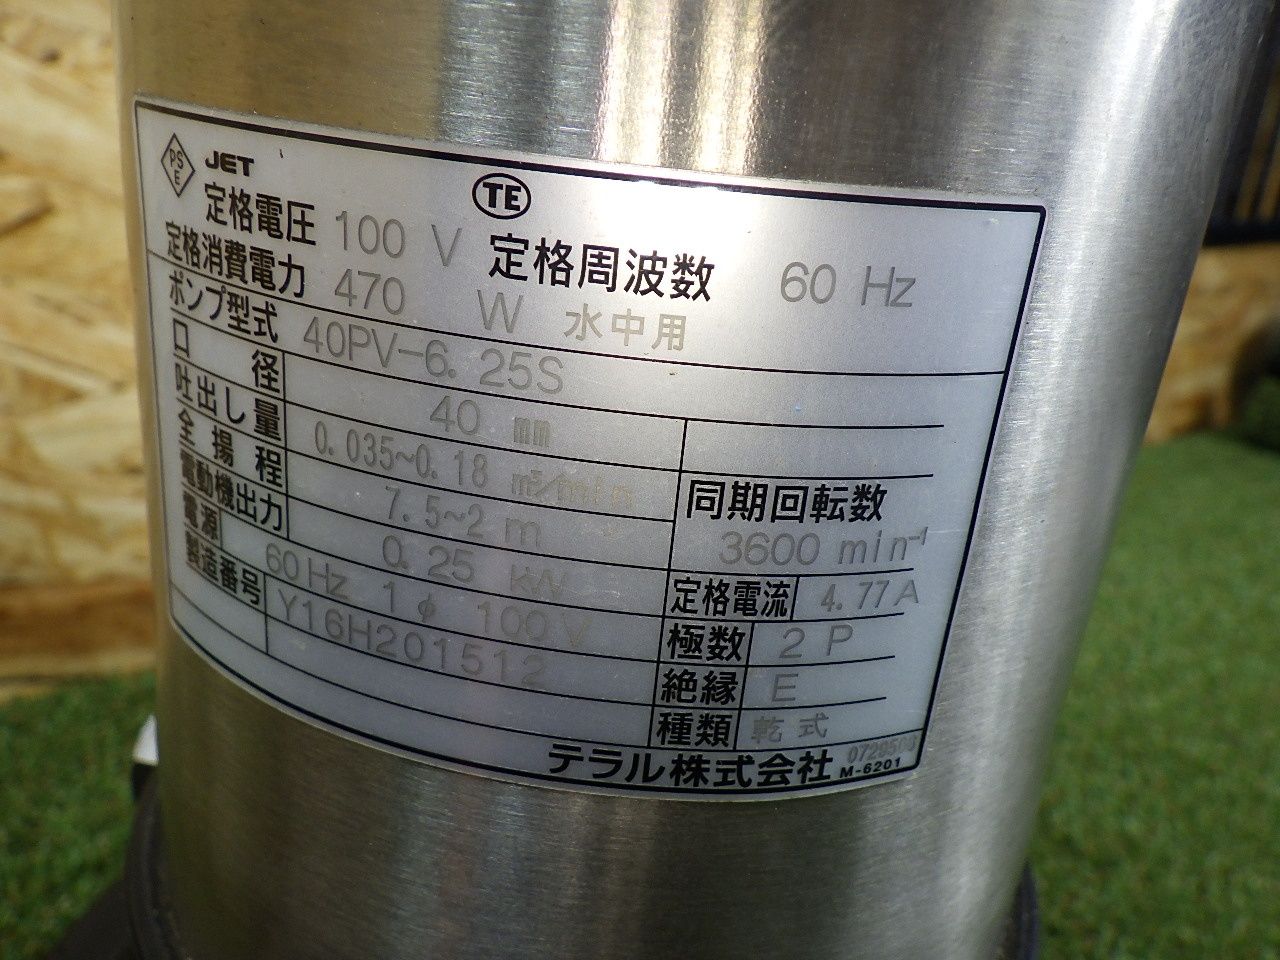 PSE JET
TE
定格電圧 100 V 定格周波数 60 Hz
定格消費電力 470 W 水中用
ポンプ型式 40PV-6.25S
口径 40 mm
吐出し量 0.035~0.18 m³/min
全揚程 7.5~2 m
同期回転数 3600 min⁻¹
電動機出力 0.25 kW
定格電流 4.77A
電源 60Hz 1φ 100V
極数 2P
製造番号 Y16H201512
絶縁 E
種類 乾式
テラル株式会社
M-6201